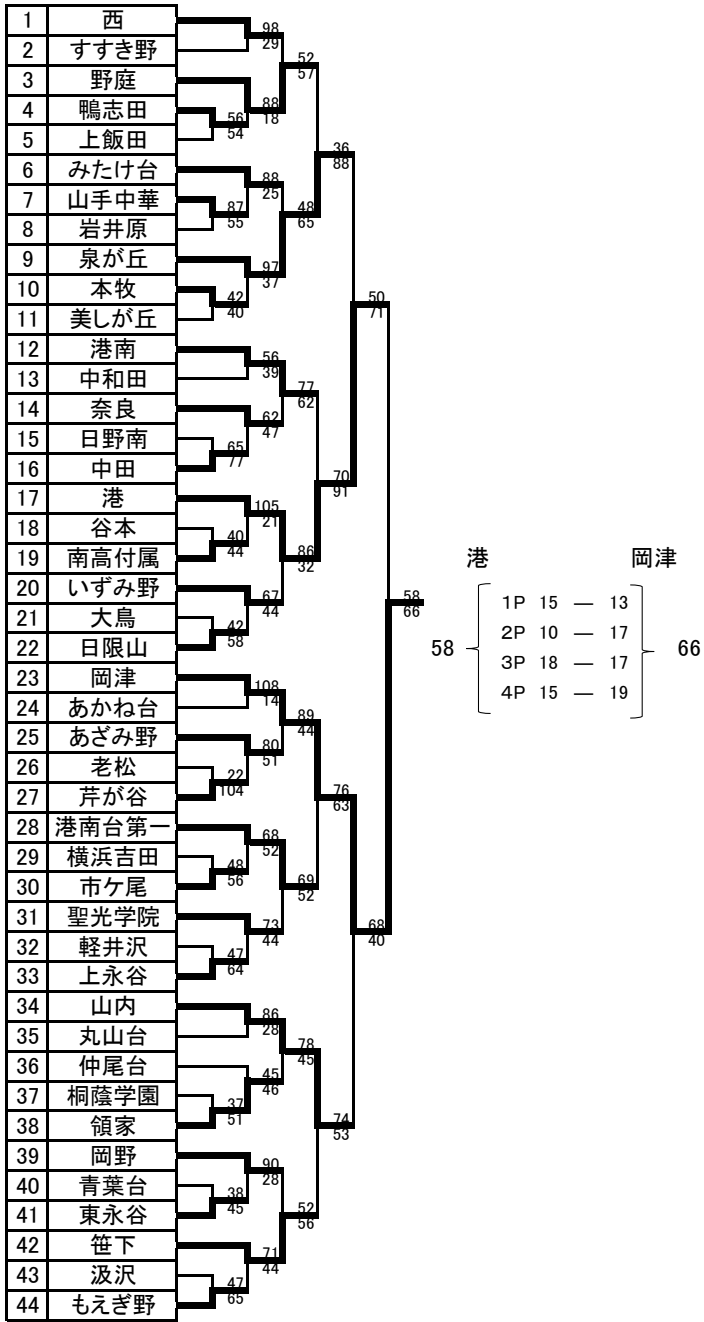 1 西
2 すすき野
3 野庭
4 鴨志田
5 上飯田
6 みたけ台
7 山手中華
8 岩井原
9 泉が丘
10 本牧
11 美しが丘
12 港南
13 中和田
14 奈良
15 日野南
16 中田
17 港
18 谷本
19 南高付属
20 いずみ野
21 大鳥
22 日限山
23 岡津
24 あかね台
25 あざみ野
26 老松
27 芹が谷
28 港南台第一
29 横浜吉田
30 市ケ尾
31 聖光学院
32 軽井沢
33 上永谷
34 山内
35 丸山台
36 仲尾台
37 桐蔭学園
38 領家
39 岡野
40 青葉台
41 東永谷
42 笹下
43 汲沢
44 もえぎ野
56
54
87
55
42
40
65
77
40
44
42
58
22
104
48
56
47
64
37
51
38
45
47
65
98
29
88
18
88
25
97
37
56
39
62
47
105
21
67
44
108
14
80
51
68
52
73
44
86
28
45
46
90
28
71
44
52
57
48
65
77
62
86
32
89
44
69
52
78
45
52
56
36
88
70
91
76
63
74
53
50
71
68
40
58
66
港 岡津
1P 15 — 13
2P 10 — 17
58 66
3P 18 — 17
4P 15 — 19